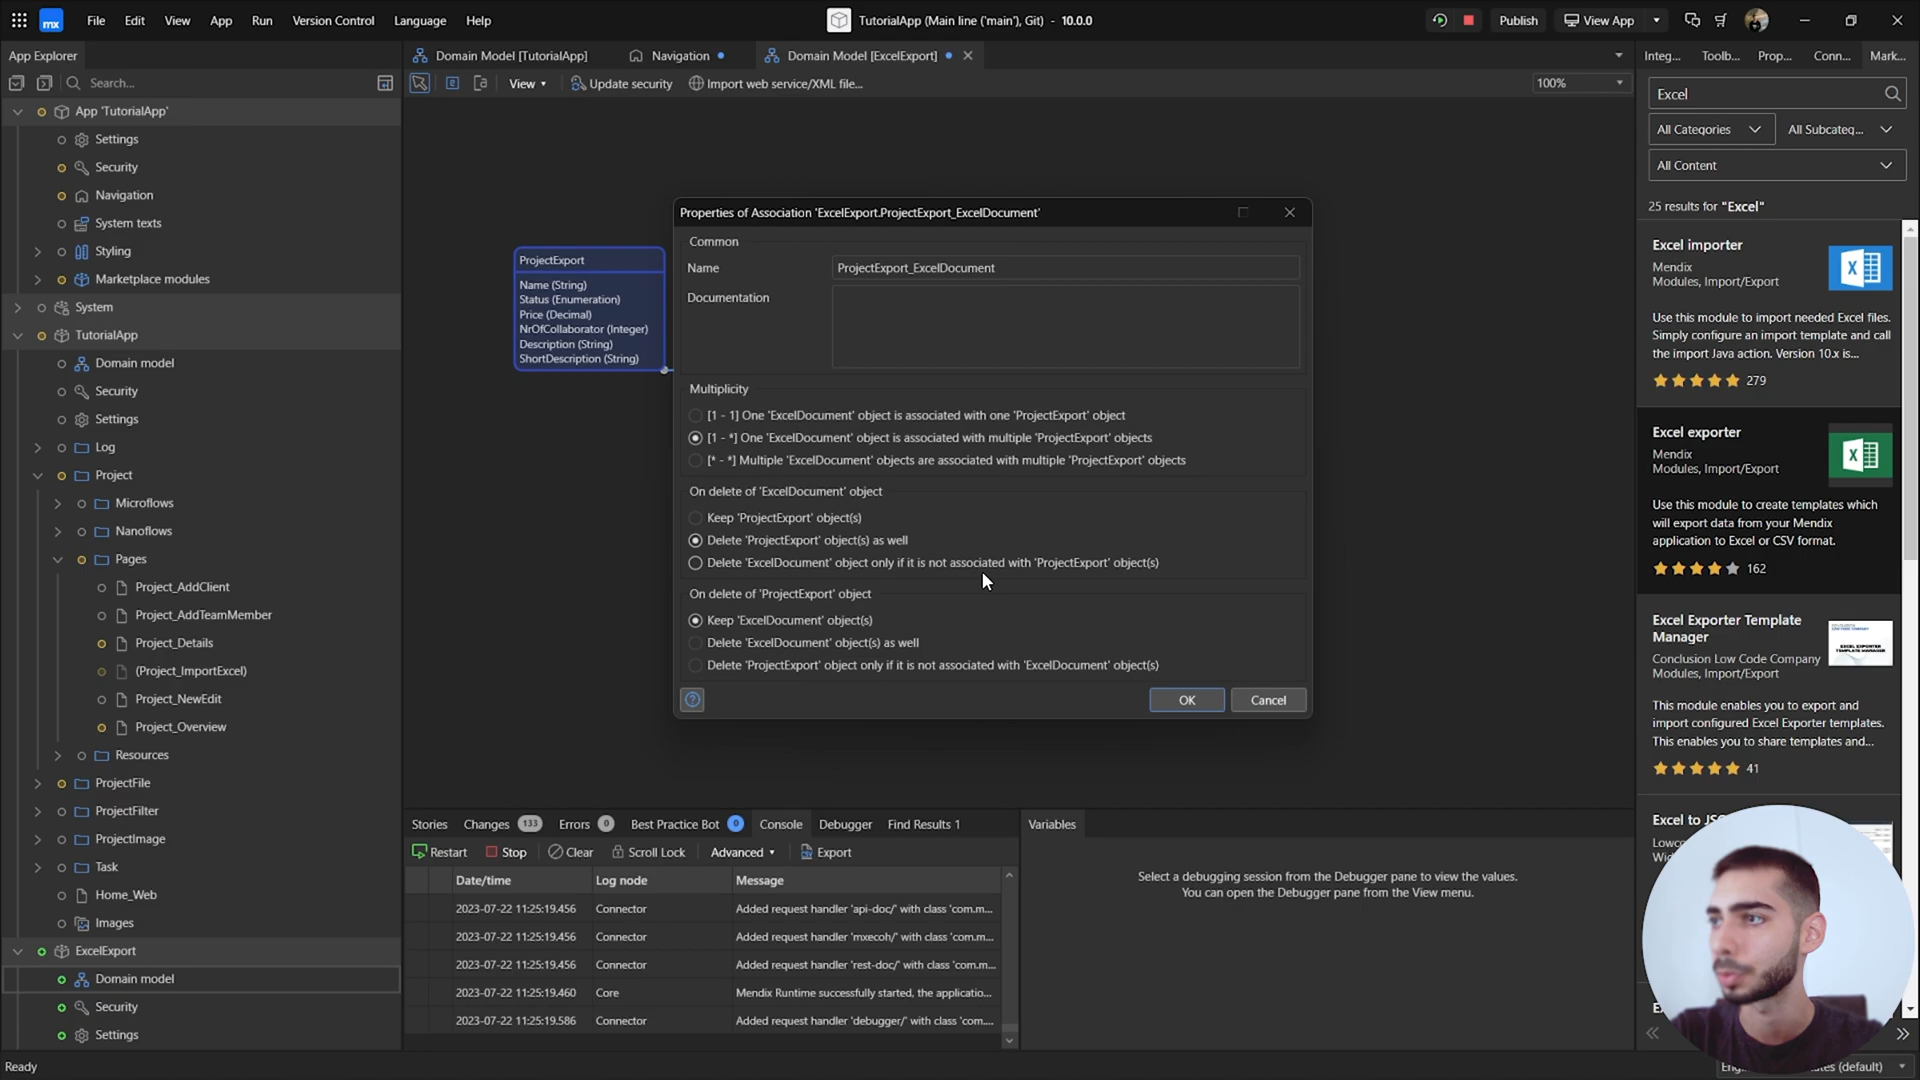 mx
File
Edit
View
App
Run
Version Control
Language
Help
TutorialApp (Main line ('main'), Git) - 10.0.0
Publish
View App
App Explorer
Domain Model [TutorialApp]
Navigation
Domain Model [ExcelExport]
Integ...
Toolb...
Prop...
Conn...
Mark...
Search...
View
Update security
Import web service/XML file...
100%
Excel
All Categories
All Subcateg...
All Content
25 results for "Excel"
App 'TutorialApp'
Settings
Security
Navigation
System texts
Styling
Marketplace modules
System
TutorialApp
Domain model
Security
Settings
Log
Project
Microflows
Nanoflows
Pages
Project_AddClient
Project_AddTeamMember
Project_Details
(Project_ImportExcel)
Project_NewEdit
Project_Overview
Resources
ProjectFile
ProjectFilter
ProjectImage
Task
Home_Web
Images
ExcelExport
Domain model
Security
Settings
ProjectExport
Name (String)
Status (Enumeration)
Price (Decimal)
NrOfCollaborator (Integer)
Description (String)
ShortDescription (String)
Properties of Association 'ExcelExport.ProjectExport_ExcelDocument'
Common
Name
ProjectExport_ExcelDocument
Documentation
Multiplicity
[1 - 1] One 'ExcelDocument' object is associated with one 'ProjectExport' object
[1 - *] One 'ExcelDocument' object is associated with multiple 'ProjectExport' objects
[* - *] Multiple 'ExcelDocument' objects are associated with multiple 'ProjectExport' objects
On delete of 'ExcelDocument' object
Keep 'ProjectExport' object(s)
Delete 'ProjectExport' object(s) as well
Delete 'ExcelDocument' object only if it is not associated with 'ProjectExport' object(s)
On delete of 'ProjectExport' object
Keep 'ExcelDocument' object(s)
Delete 'ExcelDocument' object(s) as well
Delete 'ProjectExport' object only if it is not associated with 'ExcelDocument' object(s)
OK
Cancel
Excel importer
Mendix
Modules, Import/Export
Use this module to import needed Excel files.
Simply configure an import template and call
the import Java action. Version 10.x is...
279
Excel exporter
Mendix
Modules, Import/Export
Use this module to create templates which
will export data from your Mendix
application to Excel or CSV format.
162
Excel Exporter Template
Manager
EXCEL EXPORTER
TEMPLATE MANAGER
Conclusion Low Code Company
Modules, Import/Export
This module enables you to export and
import configured Excel Exporter templates.
This enables you to share templates and...
41
Excel to JS
Stories
Changes 133
Errors 0
Best Practice Bot 0
Console
Debugger
Find Results 1
Variables
Restart
Stop
Clear
Scroll Lock
Advanced
Export
Date/time
Log node
Message
2023-07-22 11:25:19.456 Connector Added request handler 'api-doc/' with class 'com.m...
2023-07-22 11:25:19.456 Connector Added request handler 'mxecoh/' with class 'com.m...
2023-07-22 11:25:19.456 Connector Added request handler 'rest-doc/' with class 'com.m...
2023-07-22 11:25:19.460 Core Mendix Runtime successfully started, the applicatio...
2023-07-22 11:25:19.586 Connector Added request handler 'debugger/' with class 'com....
Select a debugging session from the Debugger pane to view the values.
You can open the Debugger pane from the View menu.
Ready
(default)